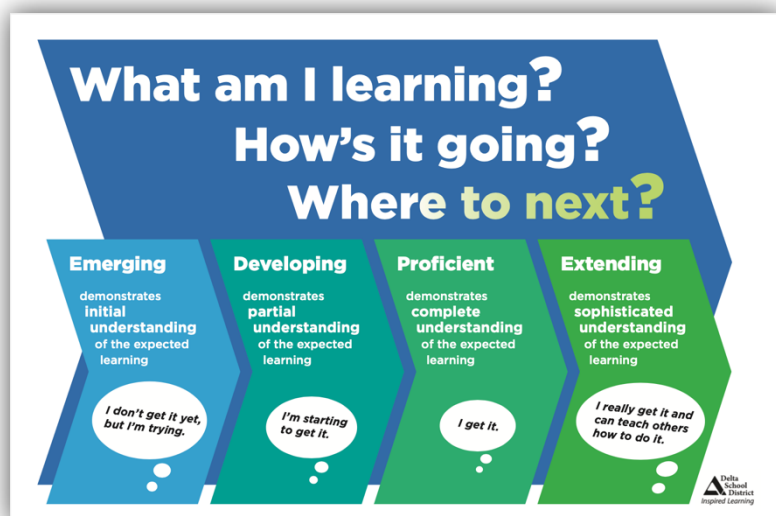 What am I learning?
How's it going?
Where to next?
Emerging
demonstrates
initial
understanding
of the expected
learning
I don't get it yet,
but I'm trying.
Developing
demonstrates
partial
understanding
of the expected
learning
I'm starting
to get it.
Proficient
demonstrates
complete
understanding
of the expected
learning
I get it.
Extending
demonstrates
sophisticated
understanding
of the expected
learning
I really get it and
can teach others
how to do it.
Delta
School
District
Inspired Learning